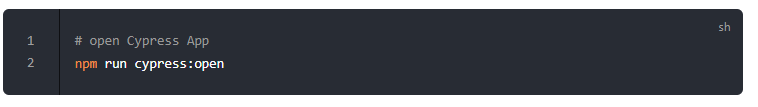 sh
1 # open Cypress App
2 npm run cypress:open